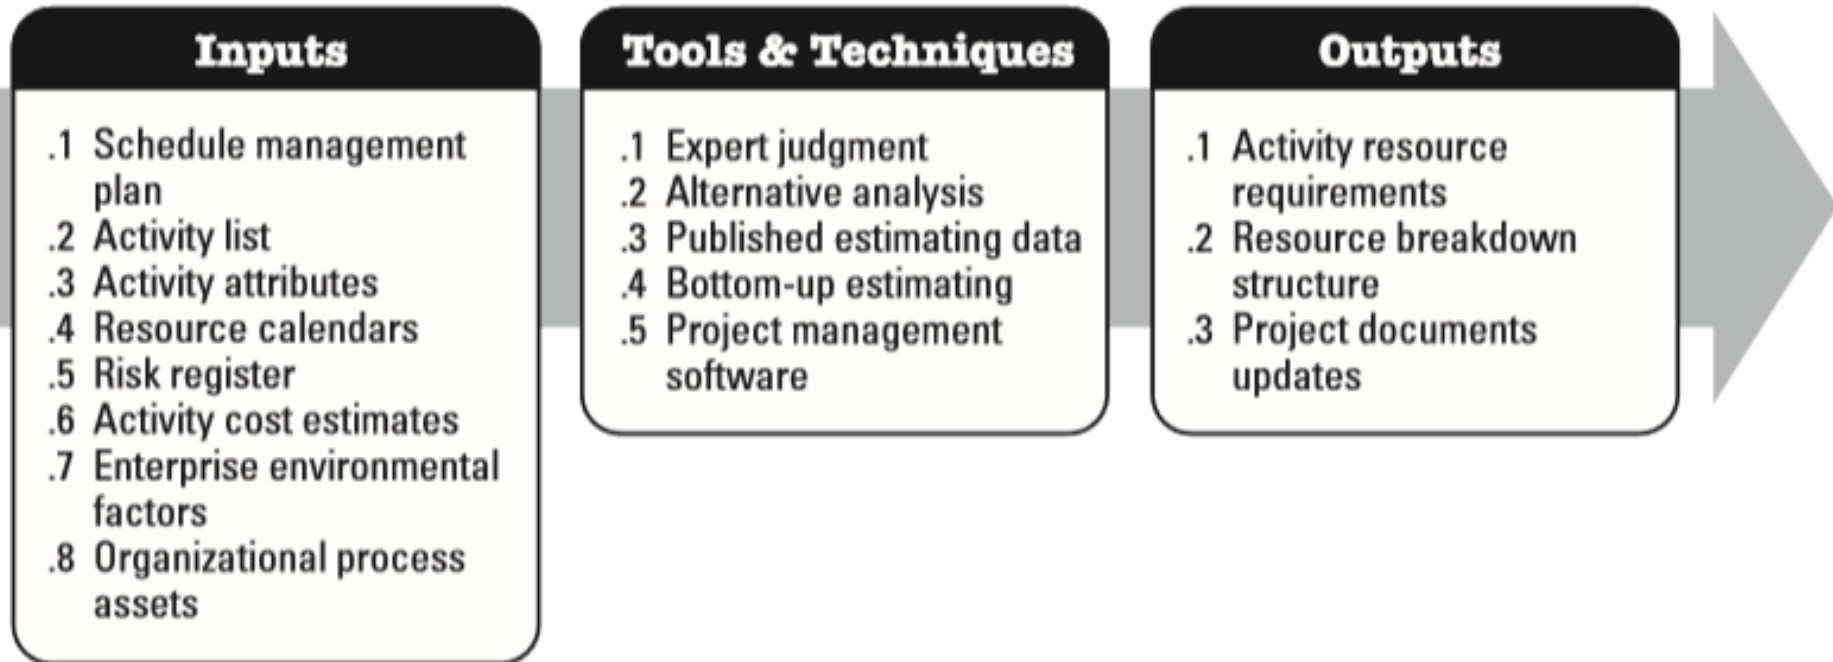 Inputs
.1 Schedule management
plan
.2 Activity list
.3 Activity attributes
.4 Resource calendars
.5 Risk register
.6 Activity cost estimates
.7 Enterprise environmental
factors
.8 Organizational process
assets
Tools & Techniques
.1 Expert judgment
.2 Alternative analysis
.3 Published estimating data
.4 Bottom-up estimating
.5 Project management
software
Outputs
.1 Activity resource
requirements
.2 Resource breakdown
structure
.3 Project documents
updates